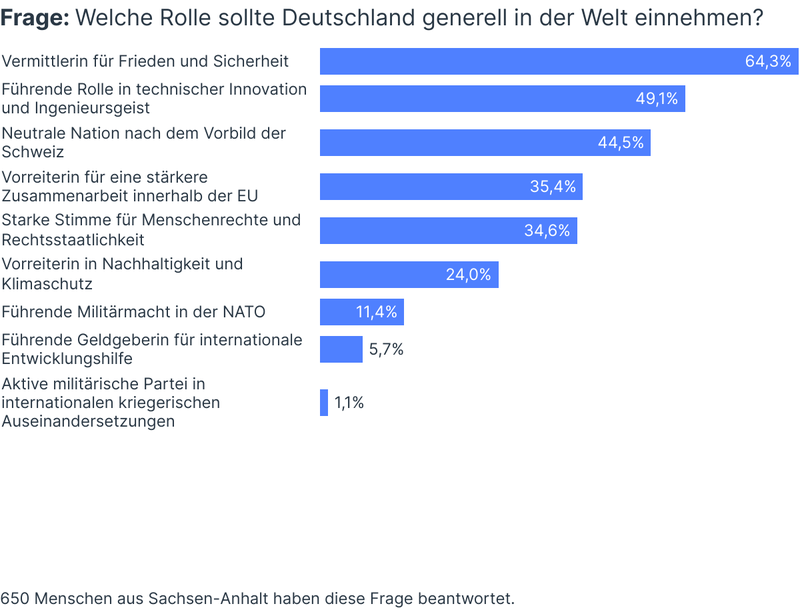 Frage: Welche Rolle sollte Deutschland generell in der Welt einnehmen?
Vermittlerin für Frieden und Sicherheit
64,3%
Führende Rolle in technischer Innovation
und Ingenieursgeist
49,1%
Neutrale Nation nach dem Vorbild der
Schweiz
44,5%
Vorreiterin für eine stärkere
Zusammenarbeit innerhalb der EU
35,4%
Starke Stimme für Menschenrechte und
Rechtsstaatlichkeit
34,6%
Vorreiterin in Nachhaltigkeit und
Klimaschutz
24,0%
Führende Militärmacht in der NATO
11,4%
Führende Geldgeberin für internationale
Entwicklungshilfe
5,7%
Aktive militärische Partei in
internationalen kriegerischen
Auseinandersetzungen
1,1%
650 Menschen aus Sachsen-Anhalt haben diese Frage beantwortet.